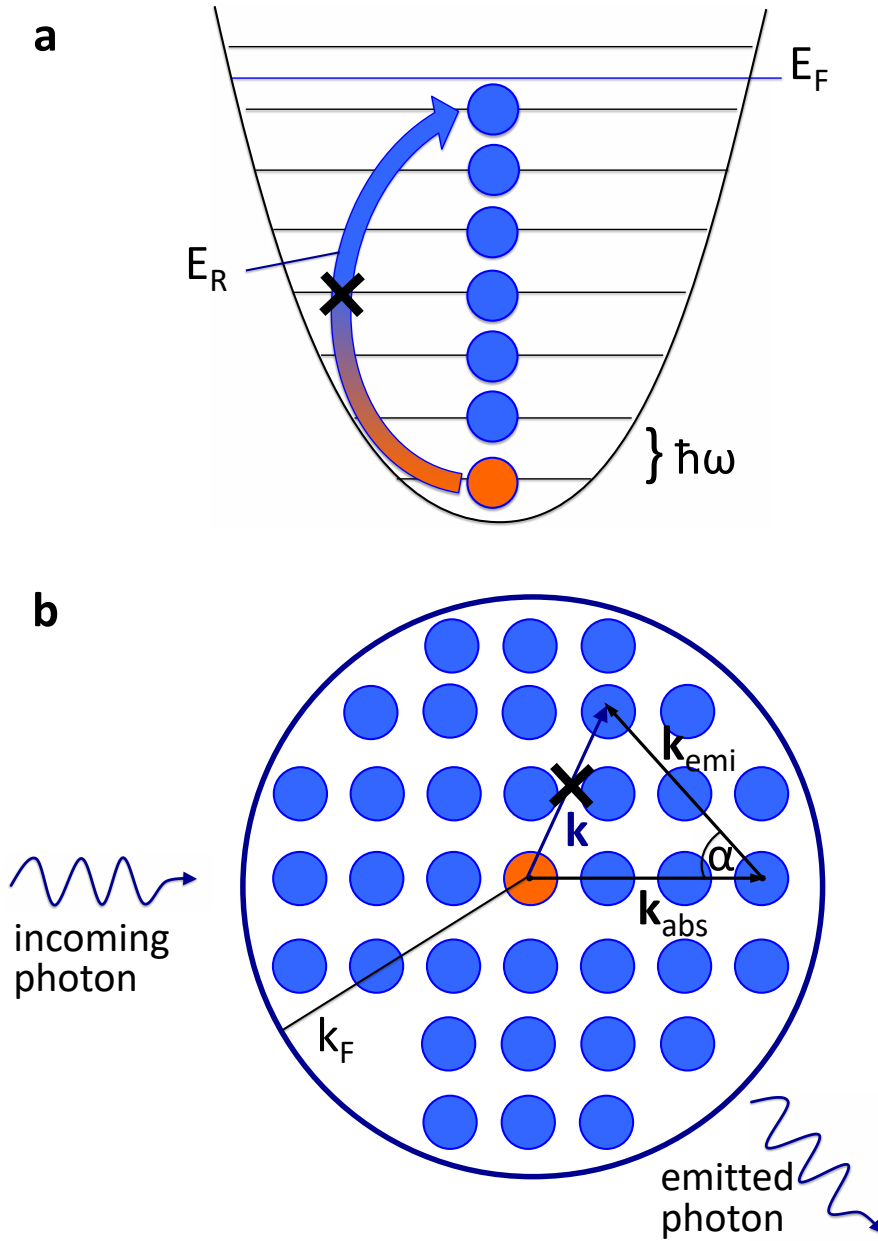 a
E_F
E_R
} ħω
b
k_emi
k
α
k_abs
incoming
photon
k_F
emitted
photon